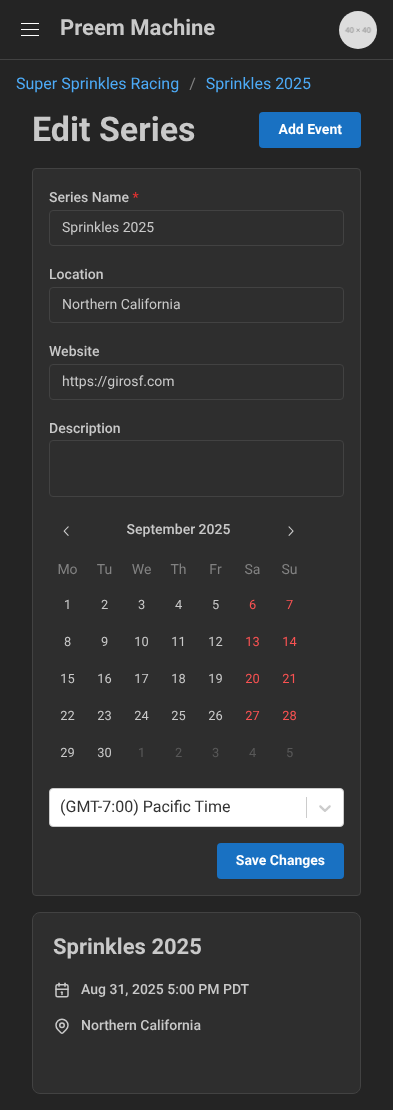 Preem Machine
40 × 40
Super Sprinkles Racing / Sprinkles 2025
Edit Series
Add Event
Series Name *
Sprinkles 2025
Location
Northern California
Website
https://girosf.com
Description
September 2025
Mo Tu We Th Fr Sa Su
1 2 3 4 5 6 7
8 9 10 11 12 13 14
15 16 17 18 19 20 21
22 23 24 25 26 27 28
29 30 1 2 3 4 5
(GMT-7:00) Pacific Time
Save Changes
Sprinkles 2025
Aug 31, 2025 5:00 PM PDT
Northern California